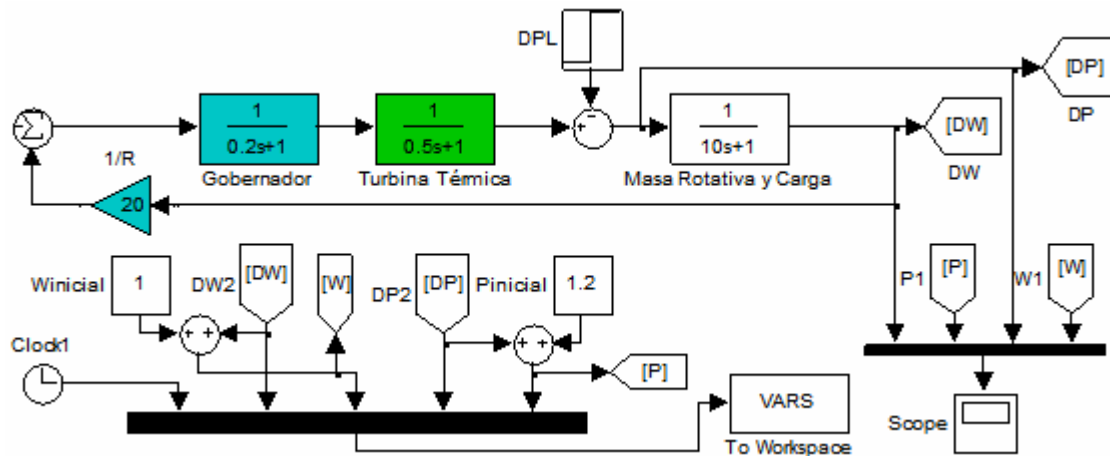 DPL
[DP]
DP
Σ
1
0.2s+1
Gobernador
1
0.5s+1
Turbina Térmica
+
−
1
10s+1
Masa Rotativa y Carga
[DW]
DW
1/R
20
Winicial
1
DW2
[DW]
[W]
DP2
[DP]
Pinicial
1.2
P1
[P]
W1
[W]
+ +
+ +
Clock1
[P]
VARS
To Workspace
Scope